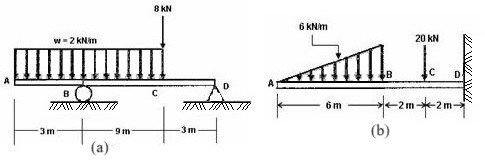 8 kN
w = 2 kN/m
A
B
C
D
3 m
9 m
3 m
(a)
6 kN/m
20 kN
A
B
C
D
6 m
2 m
2 m
(b)